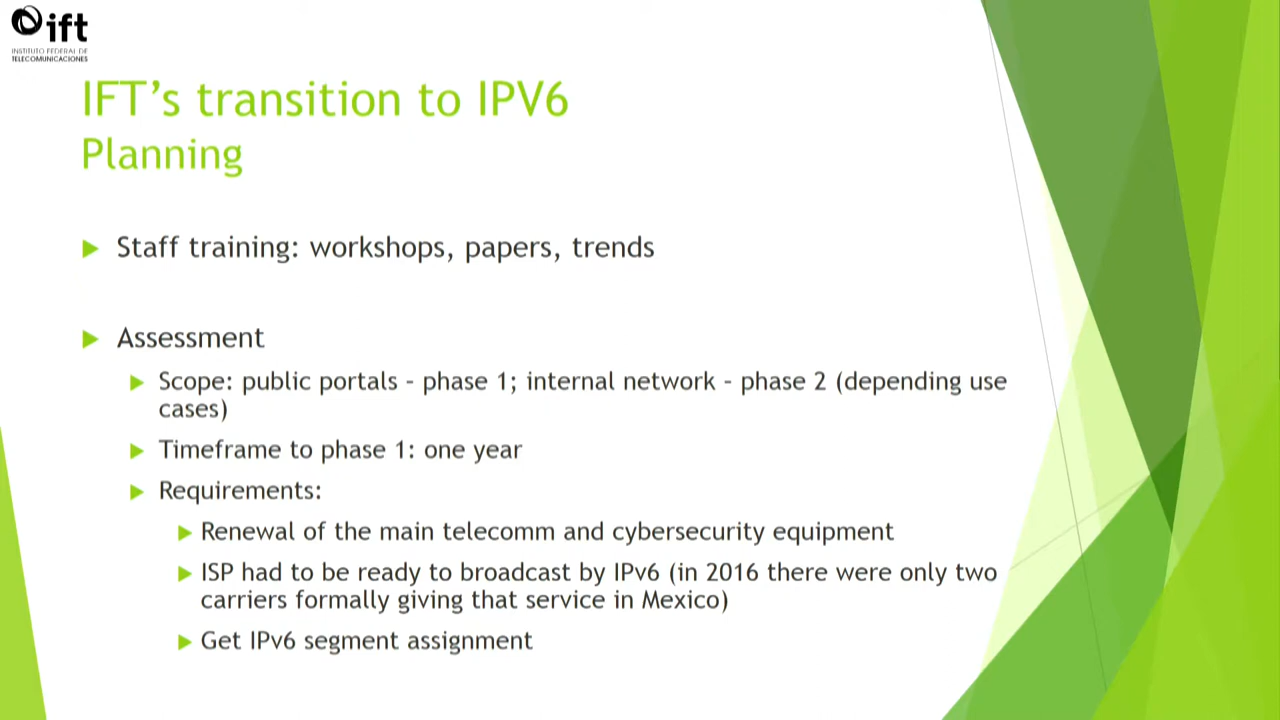 ift
INSTITUTO FEDERAL DE
TELECOMUNICACIONES
IFT’s transition to IPV6
Planning
Staff training: workshops, papers, trends
Assessment
Scope: public portals - phase 1; internal network - phase 2 (depending use
cases)
Timeframe to phase 1: one year
Requirements:
Renewal of the main telecomm and cybersecurity equipment
ISP had to be ready to broadcast by IPv6 (in 2016 there were only two
carriers formally giving that service in Mexico)
Get IPv6 segment assignment